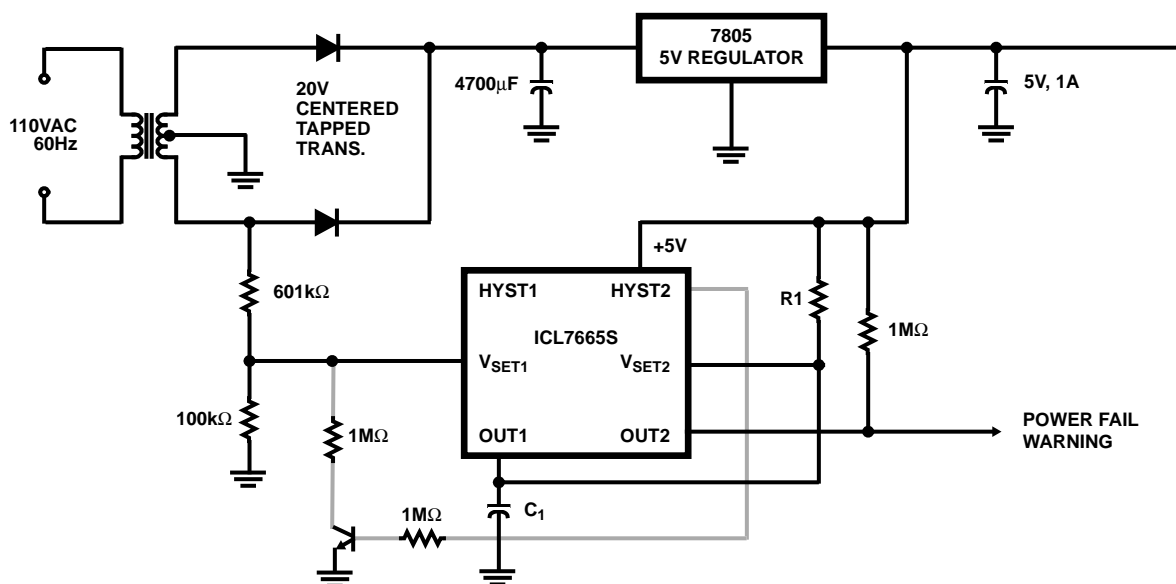 7805
5V REGULATOR
110VAC
60Hz
20V
CENTERED
TAPPED
TRANS.
4700µF
5V, 1A
+5V
601kΩ
HYST1
HYST2
R1
ICL7665S
1MΩ
VSET1
VSET2
100kΩ
1MΩ
OUT1
OUT2
POWER FAIL
WARNING
1MΩ
C1